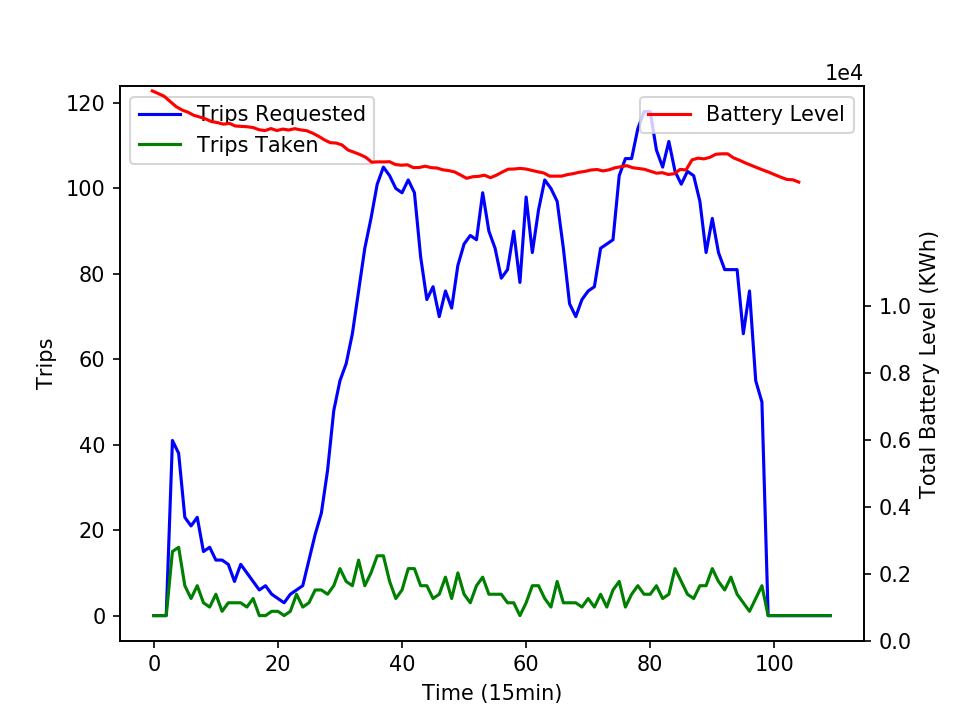 1e4
Trips Requested
Trips Taken
Battery Level
120
100
80
60
40
20
0
Trips
1.0
0.8
0.6
0.4
0.2
0.0
Total Battery Level (KWh)
0 20 40 60 80 100
Time (15min)